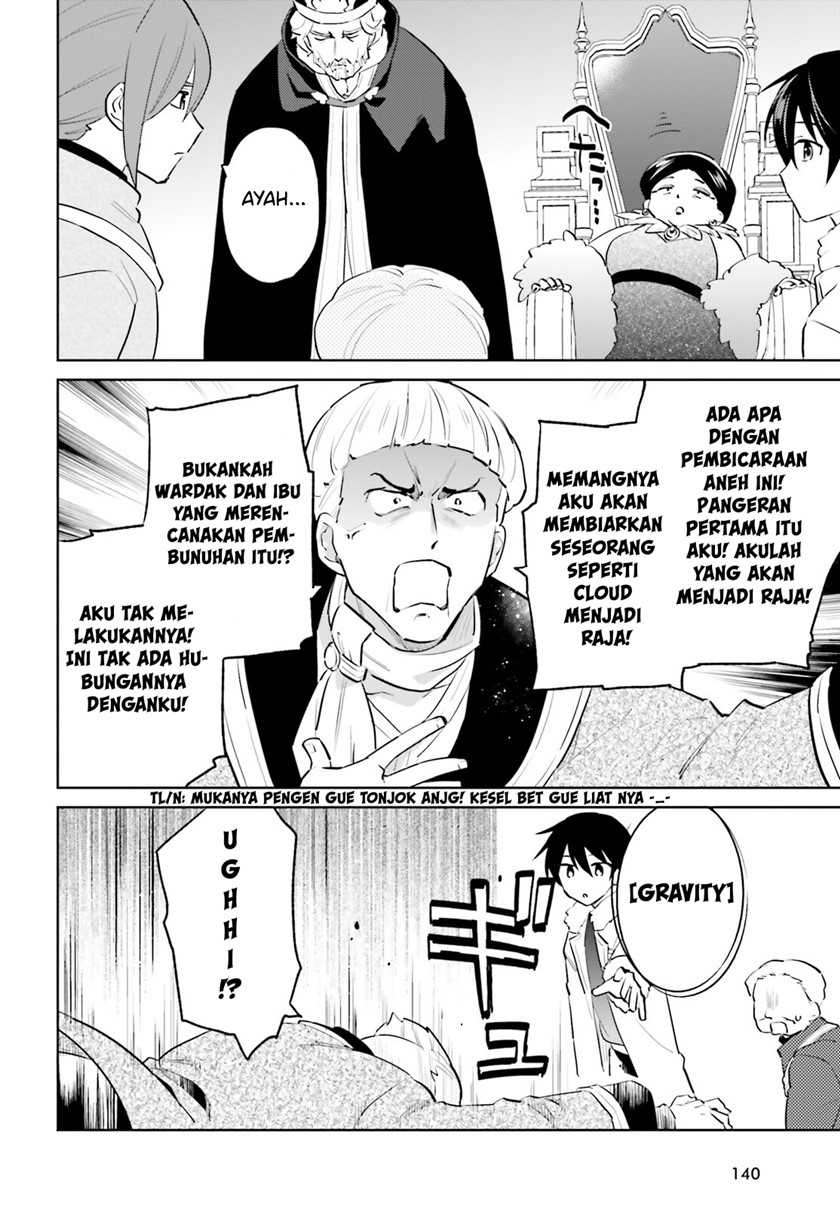 へたっ…
AYAH...
ADA APA
DENGAN
PEMBICARAAN
ANEH INI!
PANGERAN
PERTAMA ITU
AKU! AKULAH
YANG AKAN
MENJADI RAJA!
MEMANGNYA
AKU AKAN
MEMBIARKAN
SESEORANG
SEPERTI
CLOUD
MENJADI
RAJA!
BUKANKAH
WARDAK DAN IBU
YANG MEREN-
CANAKAN PEM-
BUNUHAN ITU!?
AKU TAK ME-
LAKUKANNYA!
INI TAK ADA HU-
BUNGANNYA
DENGANKU!
TL/N: MUKANYA PENGEN GUE TONJOK ANJG! KESEL BET GUE LIAT NYA -_-
[GRAVITY]
ギュ
U
G
H
H
I
!?
140